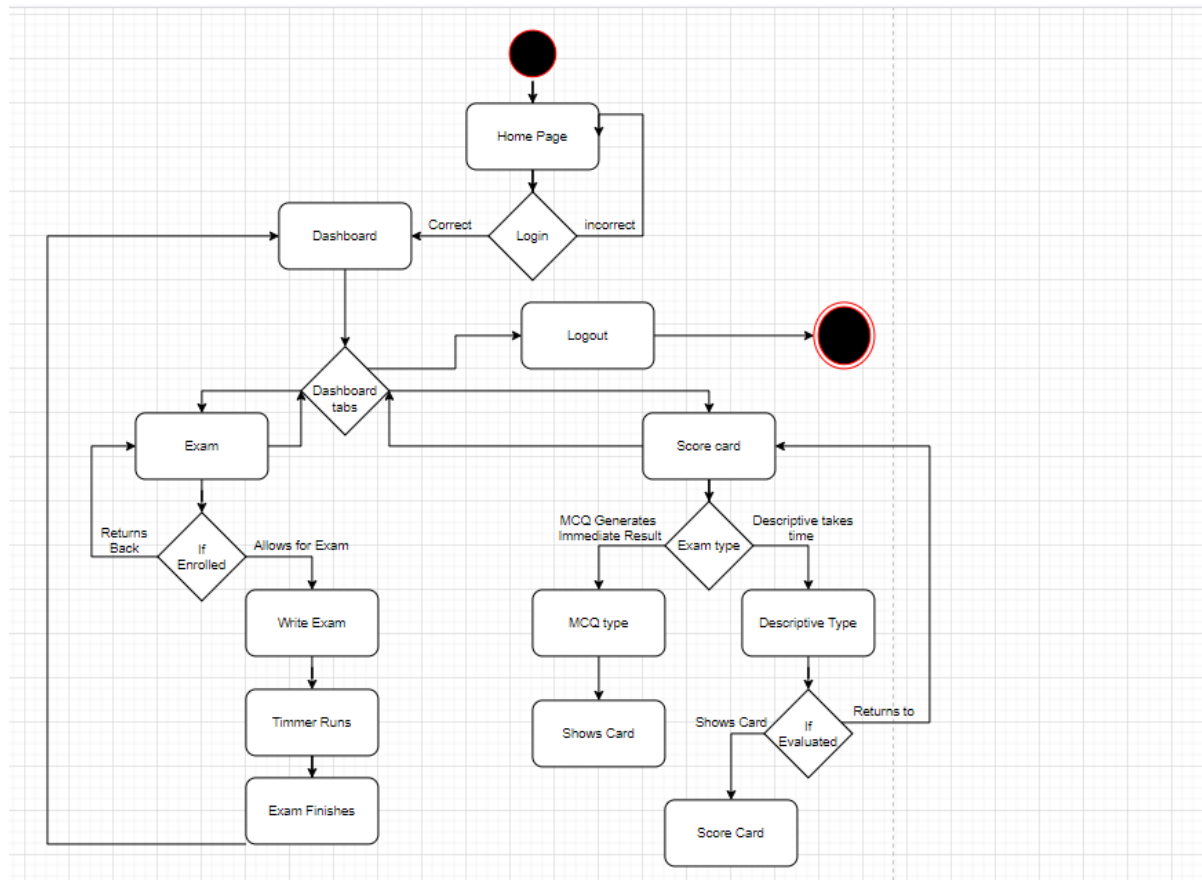 Home Page
Dashboard
Correct
Login
incorrect
Logout
Dashboard
tabs
Exam
Score card
Returns
Back
If
Enrolled
Allows for Exam
MCQ Generates
Immediate Result
Exam type
Descriptive takes
time
Write Exam
MCQ type
Descriptive Type
Timmer Runs
Shows Card
Shows Card
If
Evaluated
Returns to
Exam Finishes
Score Card